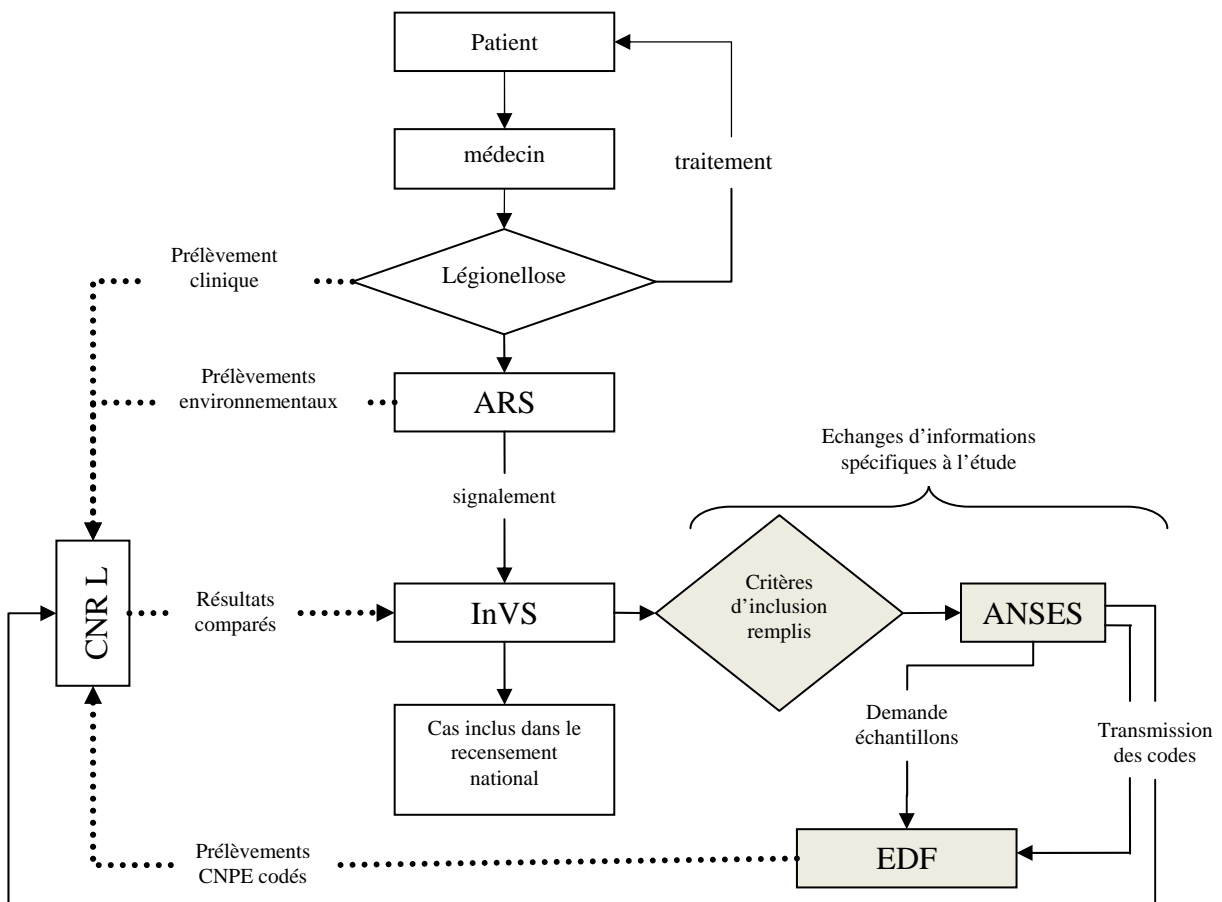 Patient
médecin
traitement
Légionellose
Prélèvement
clinique
Prélèvements
environnementaux
ARS
Echanges d'informations
spécifiques à l'étude
signalement
CNR L
Résultats
comparés
InVS
Critères
d'inclusion
remplis
ANSES
Cas inclus dans le
recensement
national
Demande
échantillons
Transmission
des codes
Prélèvements
CNPE codés
EDF